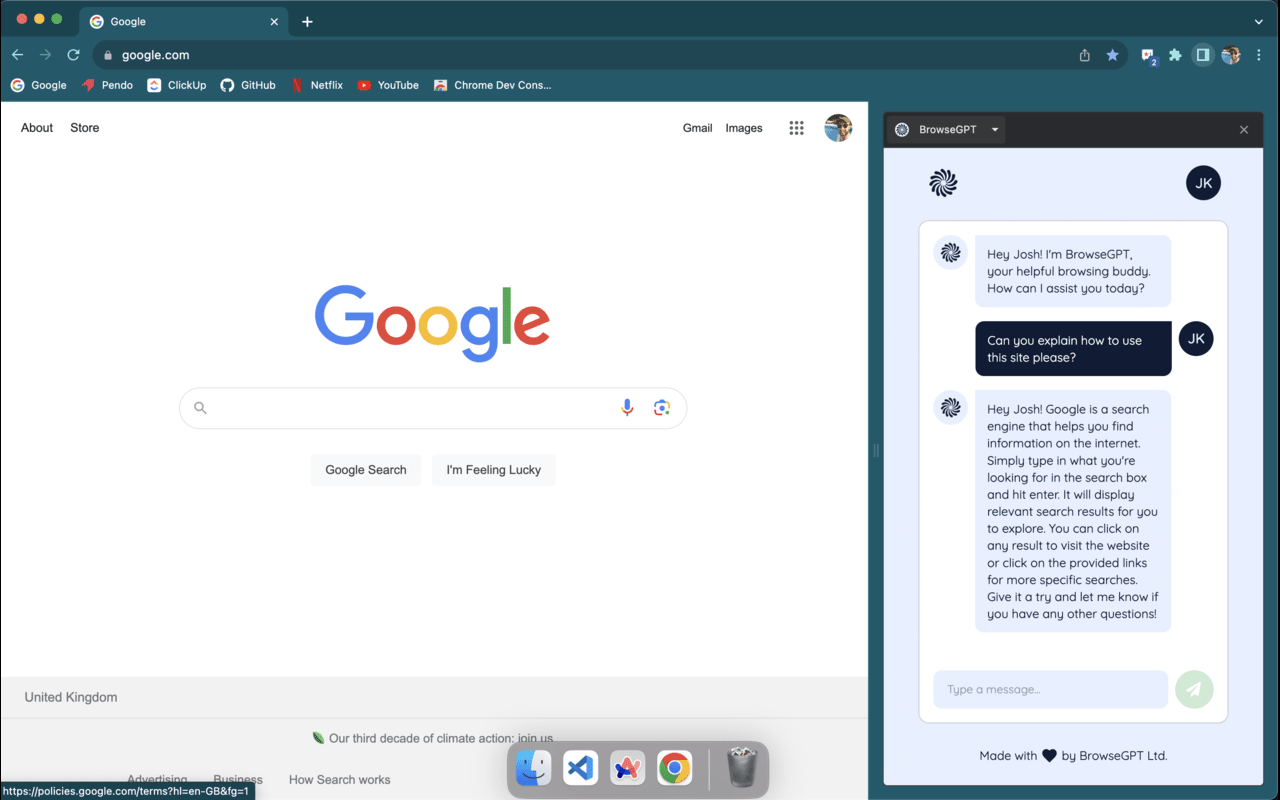 Google
google.com
2
Google
Pendo
ClickUp
GitHub
Netflix
YouTube
Chrome Dev Cons...
About
Store
Gmail
Images
Google
Google Search
I'm Feeling Lucky
United Kingdom
Our third decade of climate action: join us
Advertising
Business
How Search works
https://policies.google.com/terms?hl=en-GB&fg=1
BrowseGPT
JK
Hey Josh! I'm BrowseGPT,
your helpful browsing buddy.
How can I assist you today?
Can you explain how to use
this site please?
JK
Hey Josh! Google is a search
engine that helps you find
information on the internet.
Simply type in what you're
looking for in the search box
and hit enter. It will display
relevant search results for you
to explore. You can click on
any result to visit the website
or click on the provided links
for more specific searches.
Give it a try and let me know if
you have any other questions!
Type a message...
Made with 🖤 by BrowseGPT Ltd.